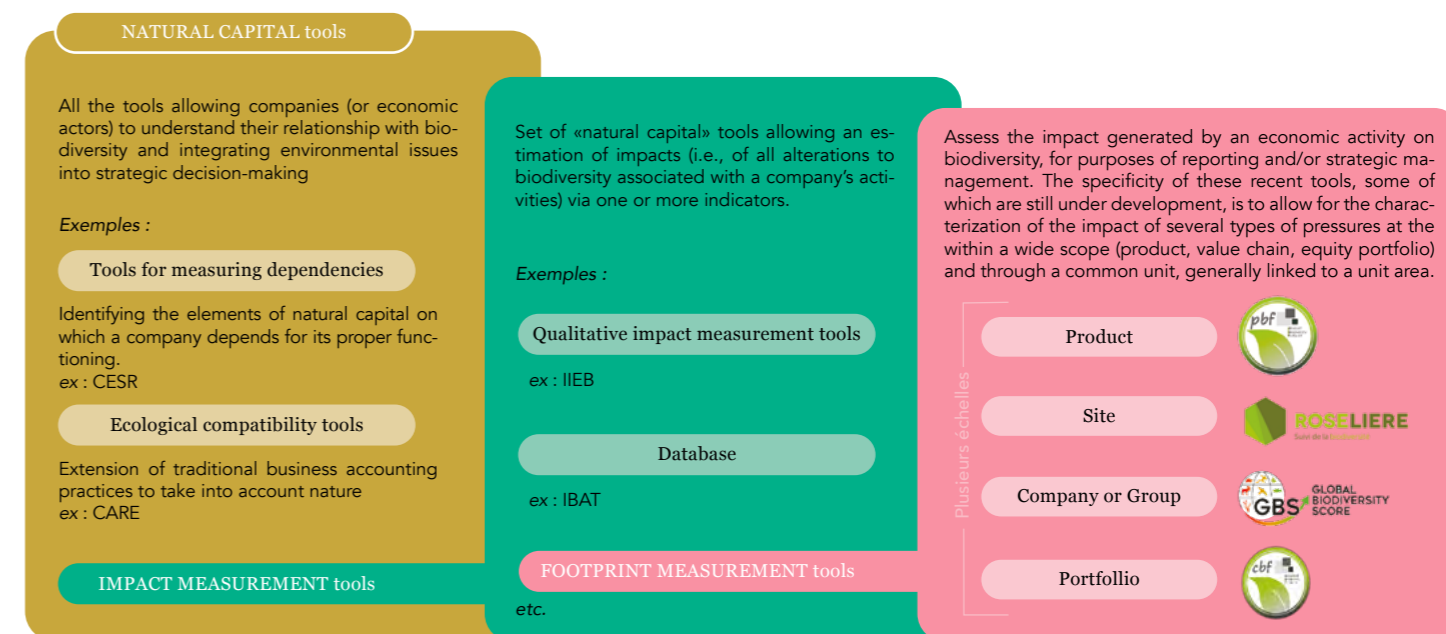 NATURAL CAPITAL tools
All the tools allowing companies (or economic
actors) to understand their relationship with bio-
diversity and integrating environmental issues
into strategic decision-making
Exemples :
Tools for measuring dependencies
Identifying the elements of natural capital on
which a company depends for its proper func-
tioning.
ex : CESR
Ecological compatibility tools
Extension of traditional business accounting
practices to take into account nature
ex : CARE
IMPACT MEASUREMENT tools
Set of «natural capital» tools allowing an es-
timation of impacts (i.e., of all alterations to
biodiversity associated with a company's acti-
vities) via one or more indicators.
Exemples :
Qualitative impact measurement tools
ex : IIEB
Database
ex : IBAT
FOOTPRINT MEASUREMENT tools
etc.
Assess the impact generated by an economic activity on
biodiversity, for purposes of reporting and/or strategic ma-
nagement. The specificity of these recent tools, some of
which are still under development, is to allow for the charac-
terization of the impact of several types of pressures at the
within a wide scope (product, value chain, equity portfolio)
and through a common unit, generally linked to a unit area.
Plusieurs échelles
Product
pbf
Site
ROSELIERE
Suivi de la
Company or Group
GBS
GLOBAL
BIODIVERSITY
SCORE
Portfollio
cbf